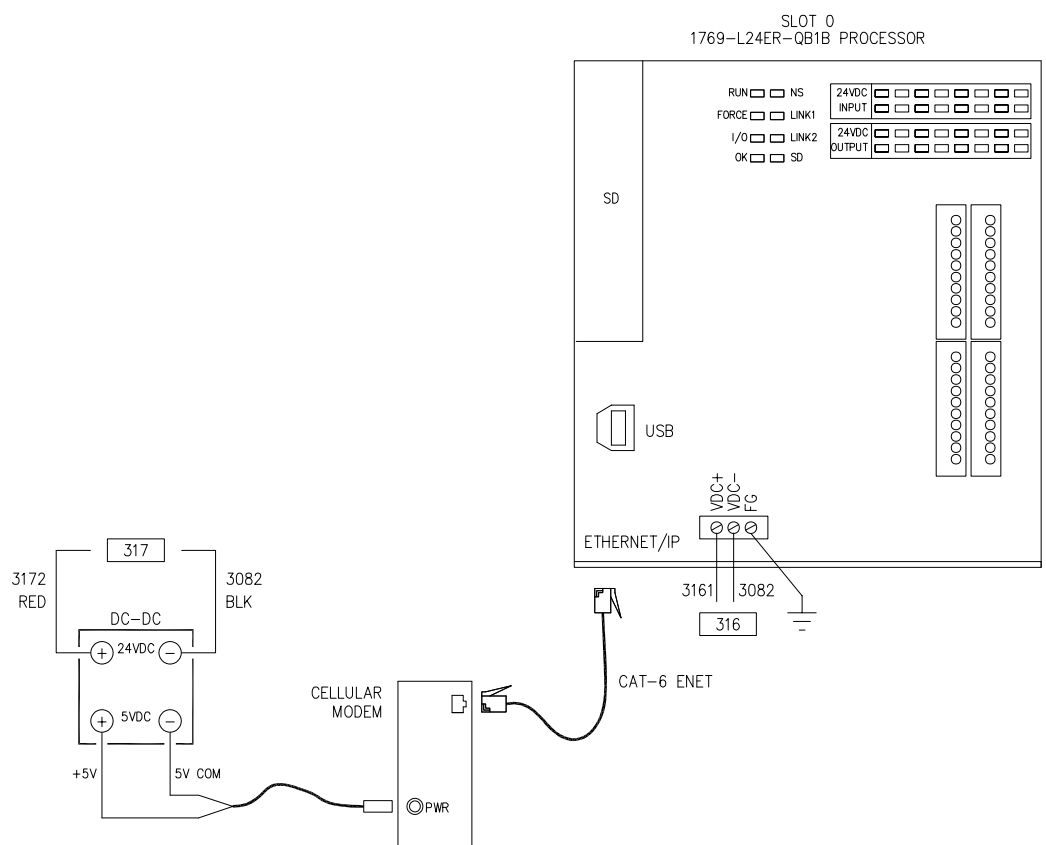 SLOT 0
1769-L24ER-QB1B PROCESSOR
RUN NS
FORCE LINK1
I/O LINK2
OK SD
24VDC
INPUT
24VDC
OUTPUT
SD
USB
VDC+
VDC-
FG
ETHERNET/IP
3161
3082
316
317
3172
RED
3082
BLK
DC-DC
+ 24VDC -
+ 5VDC -
+5V
5V COM
CELLULAR
MODEM
PWR
CAT-6 ENET